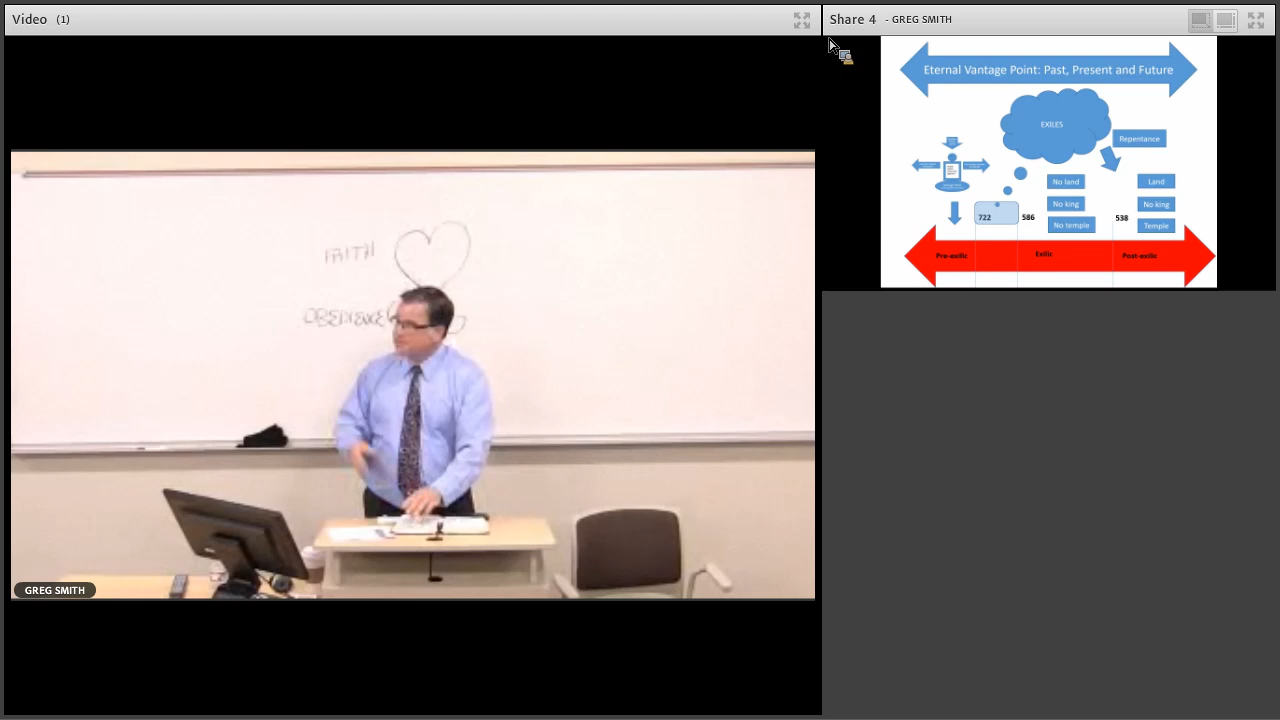 Video (1)
Share 4 - GREG SMITH
FAITH
GREG SMITH
Eternal Vantage Point: Past, Present and Future
EXILES
Repentance
No land
Land
No king
No king
722
586
538
No temple
Temple
Pre-exilic
Exilic
Post-exilic